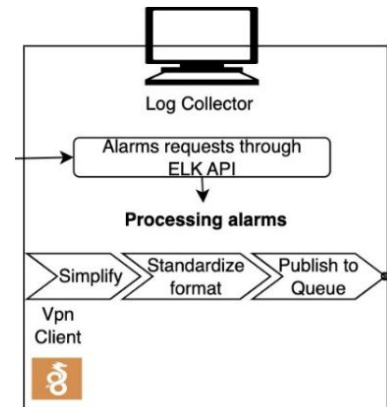 Log Collector
Alarms requests through
ELK API
Processing alarms
Simplify
Standardize
format
Publish to
Queue
Vpn
Client